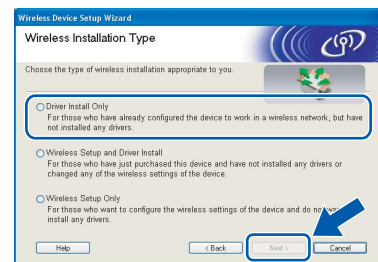 Wireless Device Setup Wizard
Wireless Installation Type
Choose the type of wireless installation appropriate to you.
Driver Install Only
For those who have already configured the device to work in a wireless network, but have
not installed any drivers.
Wireless Setup and Driver Install
For those who have just purchased this device and have not installed any drivers or
changed any of the wireless settings of the device.
Wireless Setup Only
For those who want to configure the wireless settings of the device and do
install any drivers.
Help
< Back
Next >
Cancel